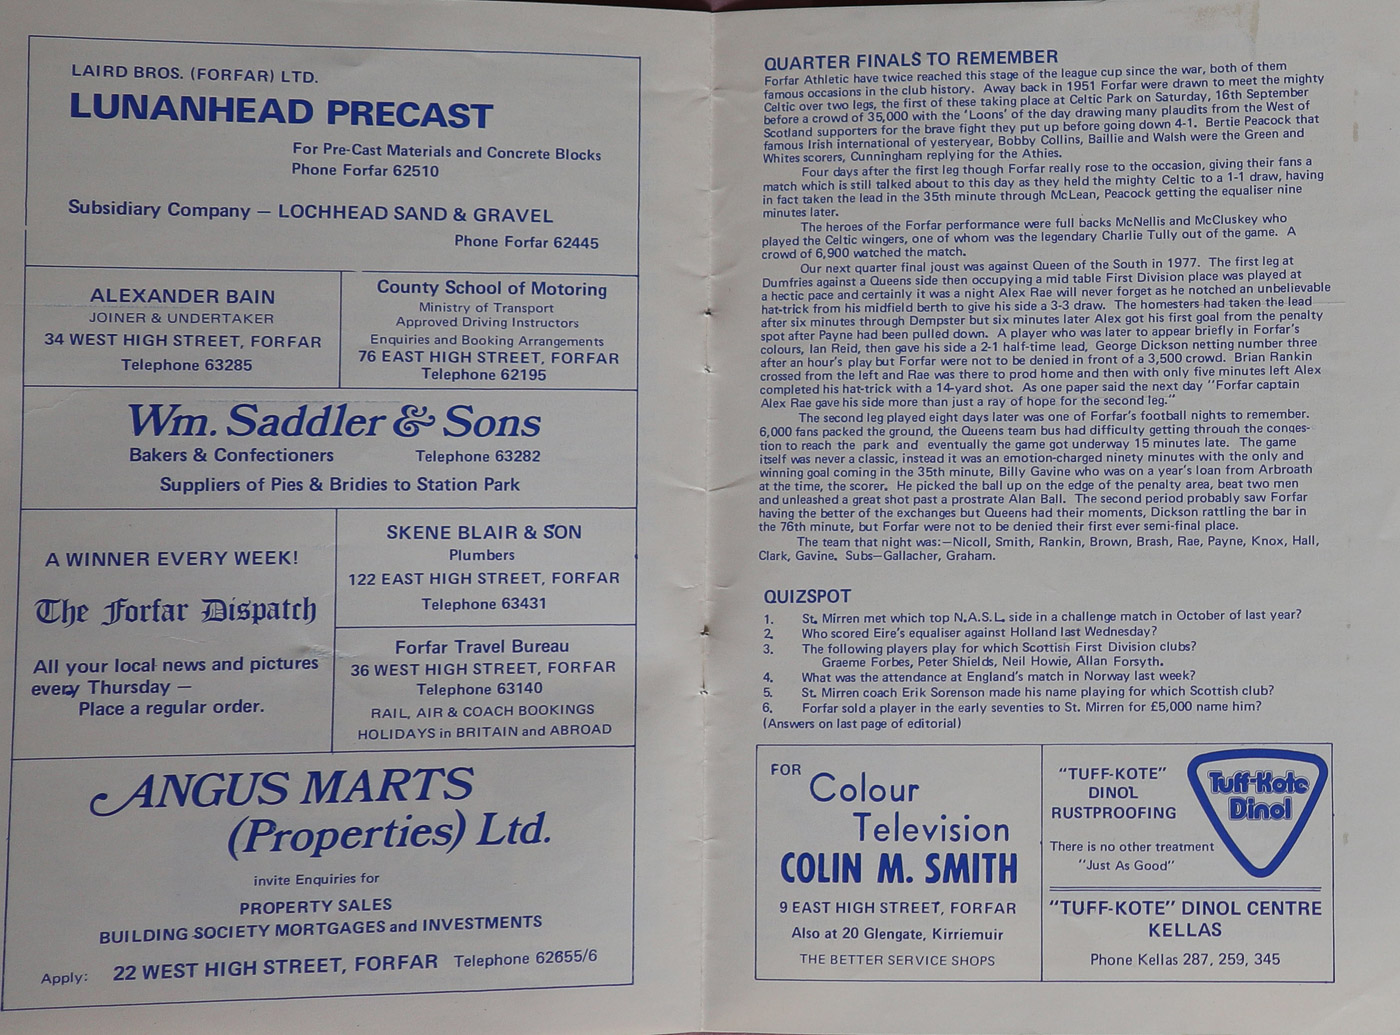 LAIRD BROS. (FORFAR) LTD.
LUNANHEAD PRECAST
For Pre-Cast Materials and Concrete Blocks
Phone Forfar 62510
Subsidiary Company — LOCHHEAD SAND & GRAVEL
Phone Forfar 62445
ALEXANDER BAIN
JOINER & UNDERTAKER
34 WEST HIGH STREET, FORFAR
Telephone 63285
County School of Motoring
Ministry of Transport
Approved Driving Instructors
Enquiries and Booking Arrangements
76 EAST HIGH STREET, FORFAR
Telephone 62195
Wm. Saddler & Sons
Bakers & Confectioners Telephone 63282
Suppliers of Pies & Bridies to Station Park
A WINNER EVERY WEEK!
The Forfar Dispatch
All your local news and pictures
every Thursday —
Place a regular order.
SKENE BLAIR & SON
Plumbers
122 EAST HIGH STREET, FORFAR
Telephone 63431
Forfar Travel Bureau
36 WEST HIGH STREET, FORFAR
Telephone 63140
RAIL, AIR & COACH BOOKINGS
HOLIDAYS in BRITAIN and ABROAD
ANGUS MARTS
(Properties) Ltd.
invite Enquiries for
PROPERTY SALES
BUILDING SOCIETY MORTGAGES and INVESTMENTS
Apply: 22 WEST HIGH STREET, FORFAR Telephone 62655/6
QUARTER FINALS TO REMEMBER
Forfar Athletic have twice reached this stage of the league cup since the war, both of them
famous occasions in the club history. Away back in 1951 Forfar were drawn to meet the mighty
Celtic over two legs, the first of these taking place at Celtic Park on Saturday, 16th September
before a crowd of 35,000 with the 'Loons' of the day drawing many plaudits from the West of
Scotland supporters for the brave fight they put up before going down 4-1. Bertie Peacock that
famous Irish international of yesteryear, Bobby Collins, Baillie and Walsh were the Green and
Whites scorers, Cunningham replying for the Athies.
Four days after the first leg though Forfar really rose to the occasion, giving their fans a
match which is still talked about to this day as they held the mighty Celtic to a 1-1 draw, having
in fact taken the lead in the 35th minute through McLean, Peacock getting the equaliser nine
minutes later.
The heroes of the Forfar performance were full backs McNellis and McCluskey who
played the Celtic wingers, one of whom was the legendary Charlie Tully out of the game. A
crowd of 6,900 watched the match.
Our next quarter final joust was against Queen of the South in 1977. The first leg at
Dumfries against a Queens side then occupying a mid table First Division place was played at
a hectic pace and certainly it was a night Alex Rae will never forget as he notched an unbelievable
hat-trick from his midfield berth to give his side a 3-3 draw. The homesters had taken the lead
after six minutes through Dempster but six minutes later Alex got his first goal from the penalty
spot after Payne had been pulled down. A player who was later to appear briefly in Forfar's
colours, Ian Reid, then gave his side a 2-1 half-time lead, George Dickson netting number three
after an hour's play but Forfar were not to be denied in front of a 3,500 crowd. Brian Rankin
crossed from the left and Rae was there to prod home and then with only five minutes left Alex
completed his hat-trick with a 14-yard shot. As one paper said the next day "Forfar captain
Alex Rae gave his side more than just a ray of hope for the second leg."
The second leg played eight days later was one of Forfar's football nights to remember.
6,000 fans packed the ground, the Queens team bus had difficulty getting through the conges-
tion to reach the park and eventually the game got underway 15 minutes late. The game
itself was never a classic, instead it was an emotion-charged ninety minutes with the only and
winning goal coming in the 35th minute, Billy Gavine who was on a year's loan from Arbroath
at the time, the scorer. He picked the ball up on the edge of the penalty area, beat two men
and unleashed a great shot past a prostrate Alan Ball. The second period probably saw Forfar
having the better of the exchanges but Queens had their moments, Dickson rattling the bar in
the 76th minute, but Forfar were not to be denied their first ever semi-final place.
The team that night was:—Nicoll, Smith, Rankin, Brown, Brash, Rae, Payne, Knox, Hall,
Clark, Gavine. Subs—Gallacher, Graham.
QUIZSPOT
1. St. Mirren met which top N.A.S.L. side in a challenge match in October of last year?
2. Who scored Eire's equaliser against Holland last Wednesday?
3. The following players play for which Scottish First Division clubs?
Graeme Forbes, Peter Shields, Neil Howie, Allan Forsyth.
4. What was the attendance at England's match in Norway last week?
5. St. Mirren coach Erik Sorenson made his name playing for which Scottish club?
6. Forfar sold a player in the early seventies to St. Mirren for £5,000 name him?
(Answers on last page of editorial)
FOR
Colour
Television
COLIN M. SMITH
9 EAST HIGH STREET, FORFAR
Also at 20 Glengate, Kirriemuir
THE BETTER SERVICE SHOPS
"TUFF-KOTE"
DINOL
RUSTPROOFING
There is no other treatment
"Just As Good"
Tuff-Kote
Dinol
"TUFF-KOTE" DINOL CENTRE
KELLAS
Phone Kellas 287, 259, 345